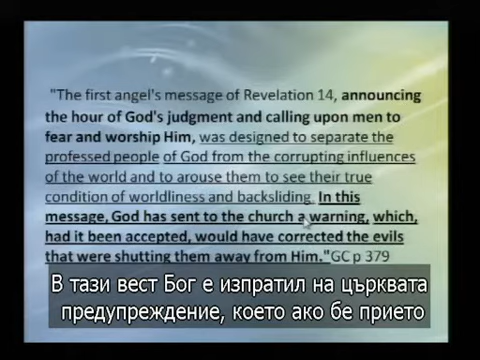 "The first angel's message of Revelation 14, announcing
the hour of God's judgment and calling upon men to
fear and worship Him, was designed to separate the
professed people of God from the corrupting influences
of the world and to arouse them to see their true
condition of worldliness and backsliding. In this
message, God has sent to the church a warning, which,
had it been accepted, would have corrected the evils
that were shutting them away from Him."GC p 379
В тази вест Бог е изпратил на църквата
предупреждение, което ако бе прието